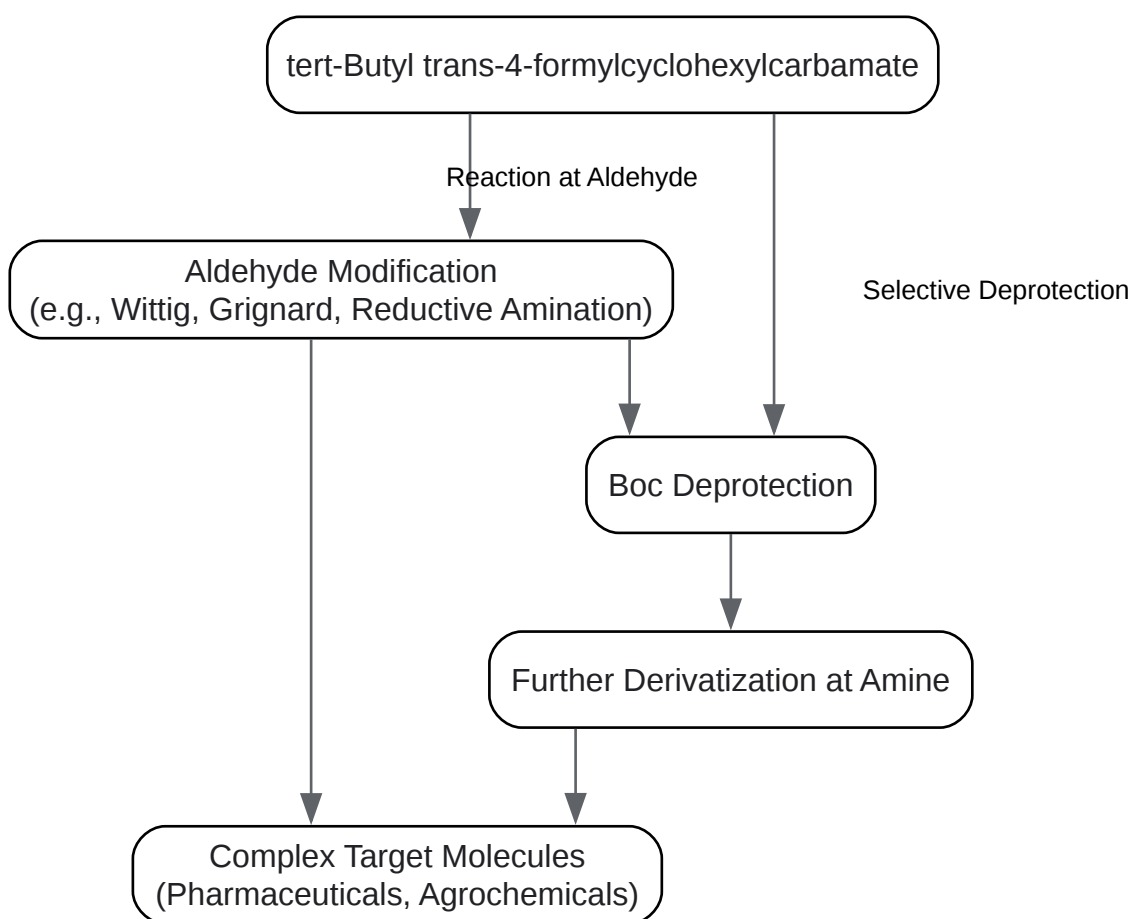 tert-Butyl trans-4-formylcyclohexylcarbamate
Reaction at Aldehyde
Aldehyde Modification
(e.g., Wittig, Grignard, Reductive Amination)
Selective Deprotection
Boc Deprotection
Further Derivatization at Amine
Complex Target Molecules
(Pharmaceuticals, Agrochemicals)